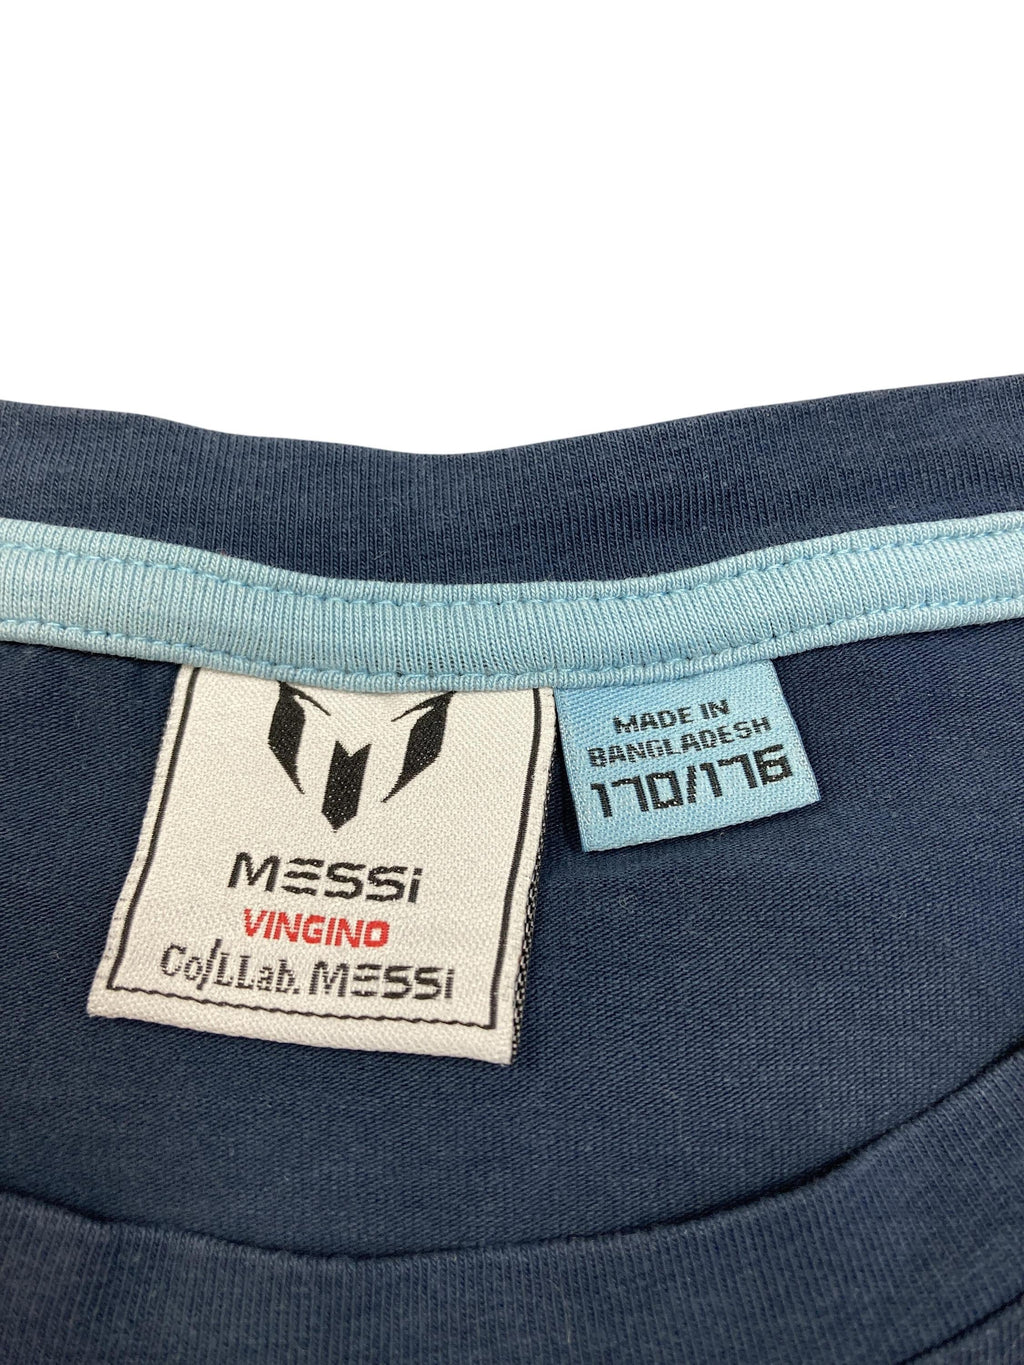 MESSi
VINGINO
Co/LLab. MESSi
MADE IN
BANGLADESH
170/176